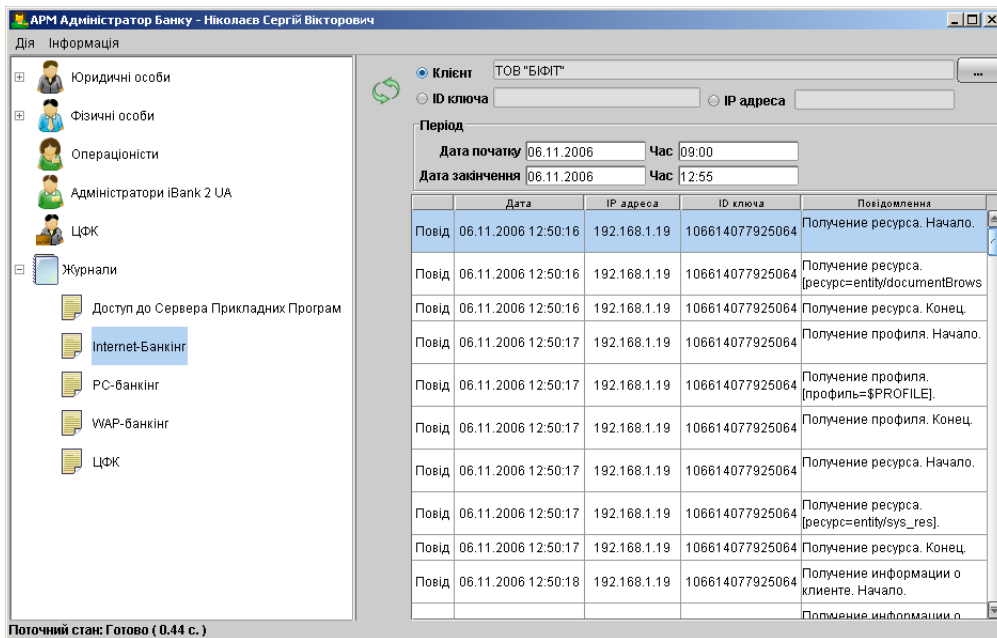 АРМ Адміністратор Банку - Ніколаєв Сергій Вікторович
Дія Інформація
Юридичні особи
Фізичні особи
Операціоністи
Адміністратори iBank 2 UA
ЦФК
Журнали
Доступ до Сервера Прикладних Програм
Internet-Банкінг
PC-банкінг
WAP-банкінг
ЦФК
Клієнт ТОВ "БІФІТ" ...
ID ключа IP адреса
Період
Дата початку 06.11.2006 Час 09:00
Дата закінчення 06.11.2006 Час 12:55
Дата IP адреса ID ключа Повідомлення
Повід 06.11.2006 12:50:16 192.168.1.19 106614077925064 Получение ресурса. Начало.
Повід 06.11.2006 12:50:16 192.168.1.19 106614077925064 Получение ресурса.
[ресурс=entity/documentBrows
Повід 06.11.2006 12:50:16 192.168.1.19 106614077925064 Получение ресурса. Конец.
Повід 06.11.2006 12:50:17 192.168.1.19 106614077925064 Получение профиля. Начало.
Повід 06.11.2006 12:50:17 192.168.1.19 106614077925064 Получение профиля.
[профиль=$PROFILE].
Повід 06.11.2006 12:50:17 192.168.1.19 106614077925064 Получение профиля. Конец.
Повід 06.11.2006 12:50:17 192.168.1.19 106614077925064 Получение ресурса. Начало.
Повід 06.11.2006 12:50:17 192.168.1.19 106614077925064 Получение ресурса.
[ресурс=entity/sys_res].
Повід 06.11.2006 12:50:17 192.168.1.19 106614077925064 Получение ресурса. Конец.
Повід 06.11.2006 12:50:18 192.168.1.19 106614077925064 Получение информации о
клиенте. Начало.
Получение информации о
Поточний стан: Готово ( 0.44 с. )